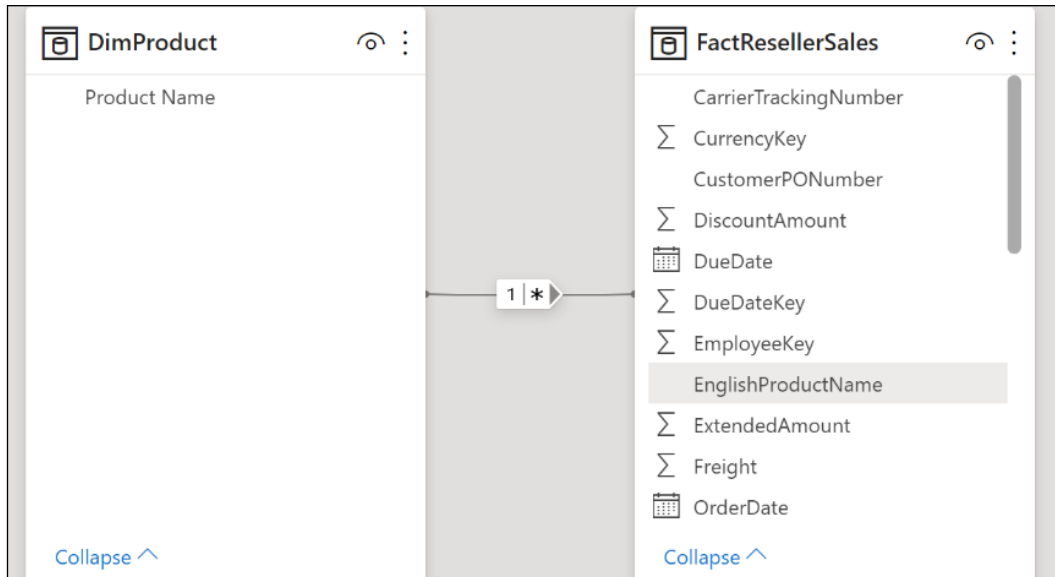 DimProduct
Product Name
Collapse
1 *
FactResellerSales
CarrierTrackingNumber
∑ CurrencyKey
CustomerPONumber
∑ DiscountAmount
DueDate
∑ DueDateKey
∑ EmployeeKey
EnglishProductName
∑ ExtendedAmount
∑ Freight
OrderDate
Collapse